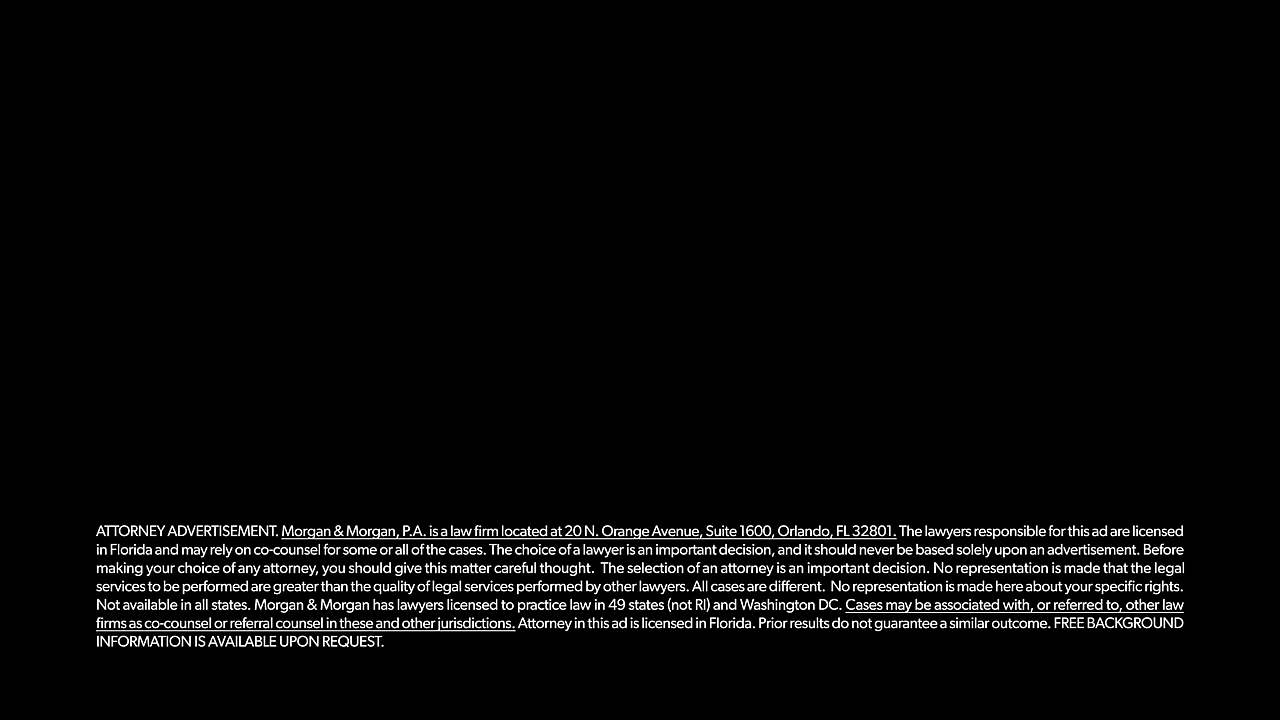 ATTORNEY ADVERTISEMENT. Morgan & Morgan, P.A. is a law firm located at 20 N. Orange Avenue, Suite 1600, Orlando, FL 32801. The lawyers responsible for this ad are licensed
in Florida and may rely on co-counsel for some or all of the cases. The choice of a lawyer is an important decision, and it should never be based solely upon an advertisement. Before
making your choice of any attorney, you should give this matter careful thought.  The selection of an attorney is an important decision. No representation is made that the legal
services to be performed are greater than the quality of legal services performed by other lawyers. All cases are different.  No representation is made here about your specific rights.
Not available in all states. Morgan & Morgan has lawyers licensed to practice law in 49 states (not RI) and Washington DC. Cases may be associated with, or referred to, other law
firms as co-counsel or referral counsel in these and other jurisdictions. Attorney in this ad is licensed in Florida. Prior results do not guarantee a similar outcome. FREE BACKGROUND
INFORMATION IS AVAILABLE UPON REQUEST.